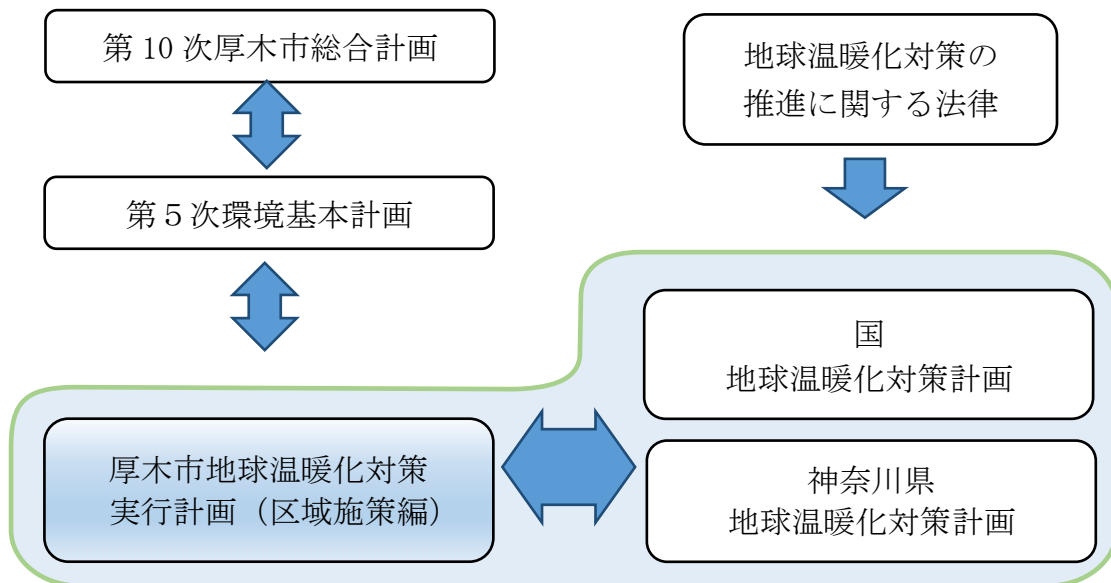 第 10 次厚木市総合計画
地球温暖化対策の
推進に関する法律
第５次環境基本計画
国
地球温暖化対策計画
厚木市地球温暖化対策
実行計画（区域施策編）
神奈川県
地球温暖化対策計画